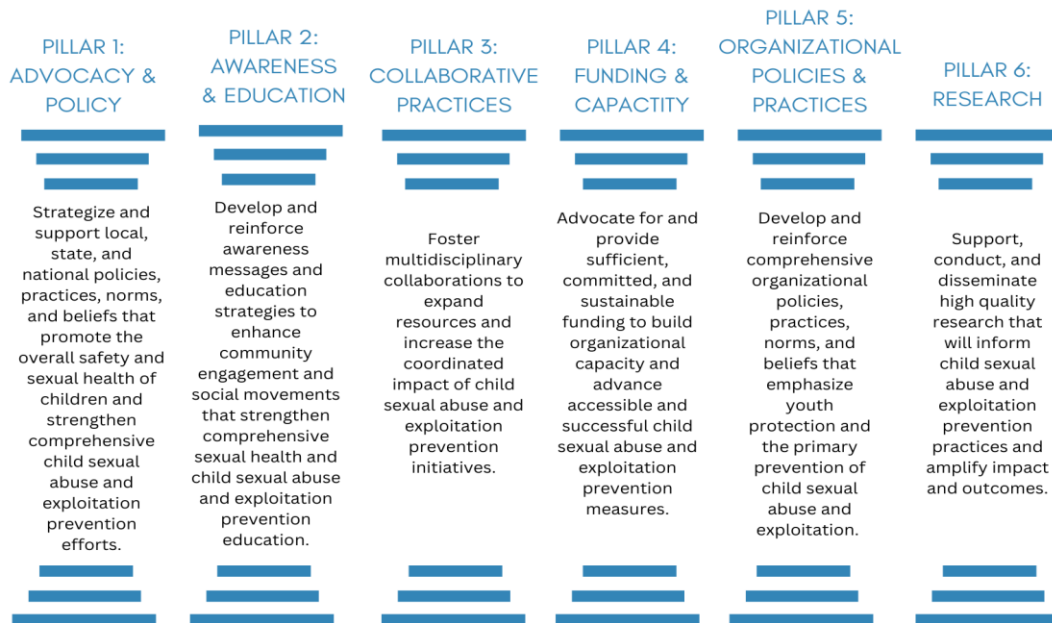 PILLAR 1:
ADVOCACY &
POLICY
Strategize and
support local,
state, and
national policies,
practices, norms,
and beliefs that
promote the
overall safety and
sexual health of
children and
strengthen
comprehensive
child sexual
abuse and
exploitation
prevention
efforts.
PILLAR 2:
AWARENESS
& EDUCATION
Develop and
reinforce
awareness
messages and
education
strategies to
enhance
community
engagement and
social movements
that strengthen
comprehensive
sexual health and
child sexual abuse
and exploitation
prevention
education.
PILLAR 3:
COLLABORATIVE
PRACTICES
Foster
multidisciplinary
collaborations to
expand
resources and
increase the
coordinated
impact of child
sexual abuse and
exploitation
prevention
initiatives.
PILLAR 4:
FUNDING &
CAPACTITY
Advocate for and
provide
sufficient,
committed, and
sustainable
funding to build
organizational
capacity and
advance
accessible and
successful child
sexual abuse and
exploitation
prevention
measures.
PILLAR 5:
ORGANIZATIONAL
POLICIES &
PRACTICES
Develop and
reinforce
comprehensive
organizational
policies,
practices,
norms, and
beliefs that
emphasize
youth
protection and
the primary
prevention of
child sexual
abuse and
exploitation.
PILLAR 6:
RESEARCH
Support,
conduct, and
disseminate
high quality
research that
will inform
child sexual
abuse and
exploitation
prevention
practices and
amplify impact
and outcomes.